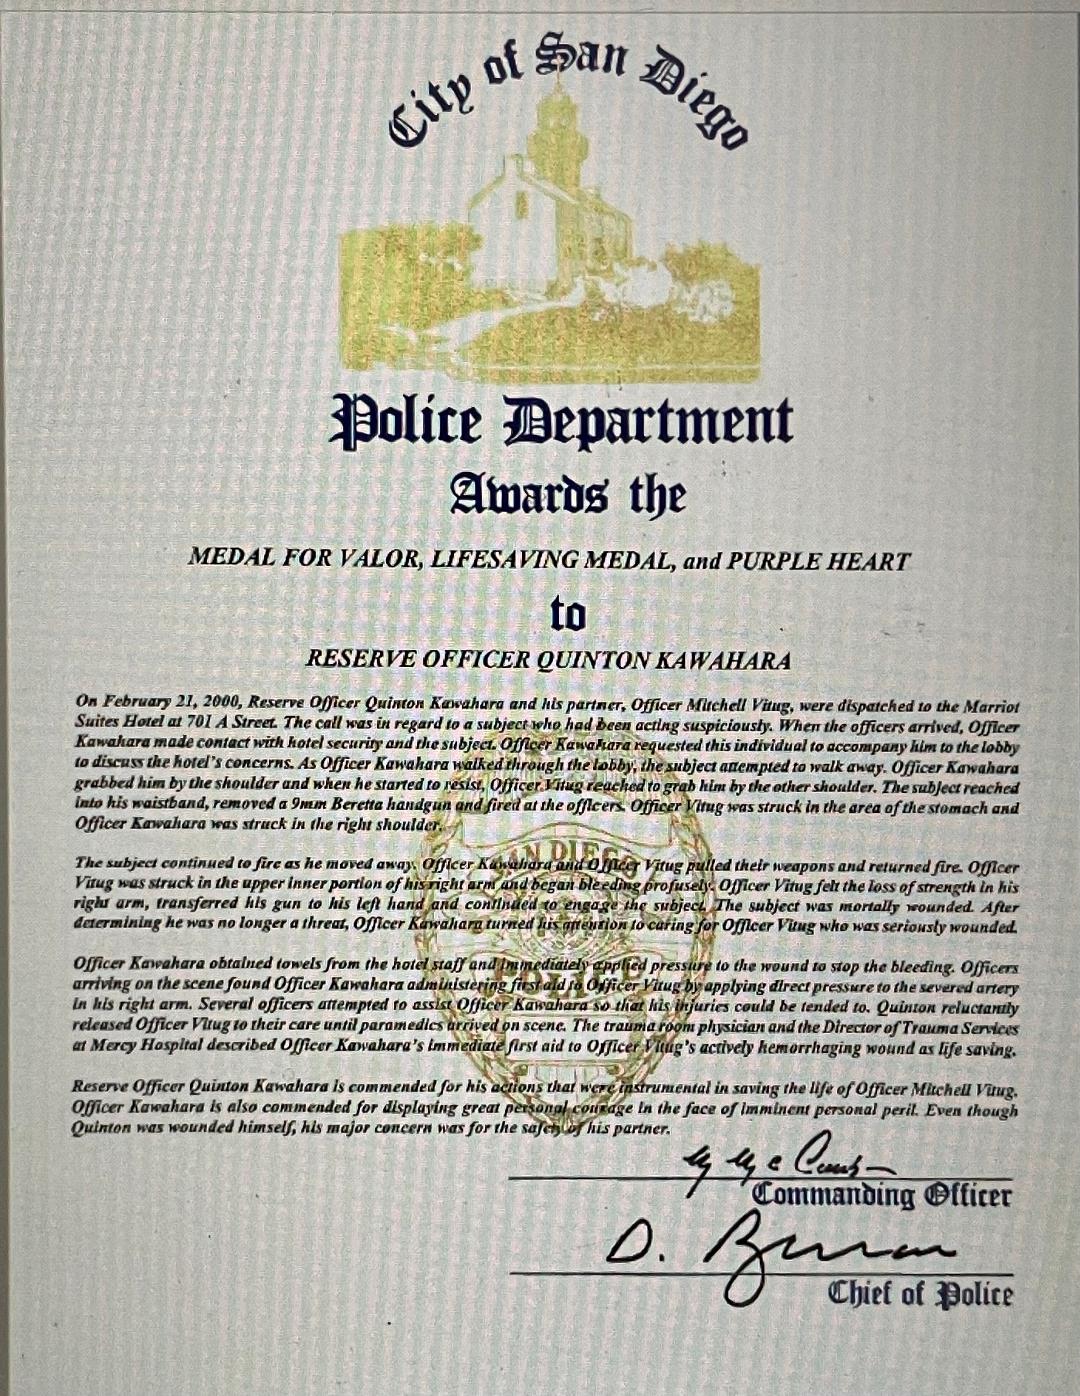 City of San Diego
Police Department
Awards the
MEDAL FOR VALOR, LIFESAVING MEDAL, and PURPLE HEART
to
RESERVE OFFICER QUINTON KAWAHARA
On February 21, 2000, Reserve Officer Quinton Kawahara and his partner, Officer Mitchell Vitug, were dispatched to the Marriot
Suites Hotel at 701 A Street. The call was in regard to a subject who had been acting suspiciously. When the officers arrived, Officer
Kawahara made contact with hotel security and the subject. Officer Kawahara requested this individual to accompany him to the lobby
to discuss the hotel's concerns. As Officer Kawahara walked through the lobby, the subject attempted to walk away. Officer Kawahara
grabbed him by the shoulder and when he started to resist, Officer Vitug reached to grab him by the other shoulder. The subject reached
into his waistband, removed a 9mm Beretta handgun and fired at the officers. Officer Vitug was struck in the area of the stomach and
Officer Kawahara was struck in the right shoulder.
The subject continued to fire as he moved away. Officer Kawahara and Officer Vitug pulled their weapons and returned fire. Officer
Vitug was struck in the upper inner portion of his right arm and began bleeding profusely. Officer Vitug felt the loss of strength in his
right arm, transferred his gun to his left hand and continued to engage the subject. The subject was mortally wounded. After
determining he was no longer a threat, Officer Kawahara turned his attention to caring for Officer Vitug who was seriously wounded.
Officer Kawahara obtained towels from the hotel staff and immediately applied pressure to the wound to stop the bleeding. Officers
arriving on the scene found Officer Kawahara administering first aid to Officer Vitug by applying direct pressure to the severed artery
in his right arm. Several officers attempted to assist Officer Kawahara so that his injuries could be tended to. Quinton reluctantly
released Officer Vitug to their care until paramedics arrived on scene. The trauma room physician and the Director of Trauma Services
at Mercy Hospital described Officer Kawahara's immediate first aid to Officer Vitug's actively hemorrhaging wound as life saving.
Reserve Officer Quinton Kawahara is commended for his actions that were instrumental in saving the life of Officer Mitchell Vitug.
Officer Kawahara is also commended for displaying great personal courage in the face of imminent personal peril. Even though
Quinton was wounded himself, his major concern was for the safety of his partner.
SAN DIEGO
POLICE
Commanding Officer
D.
Chief of Police